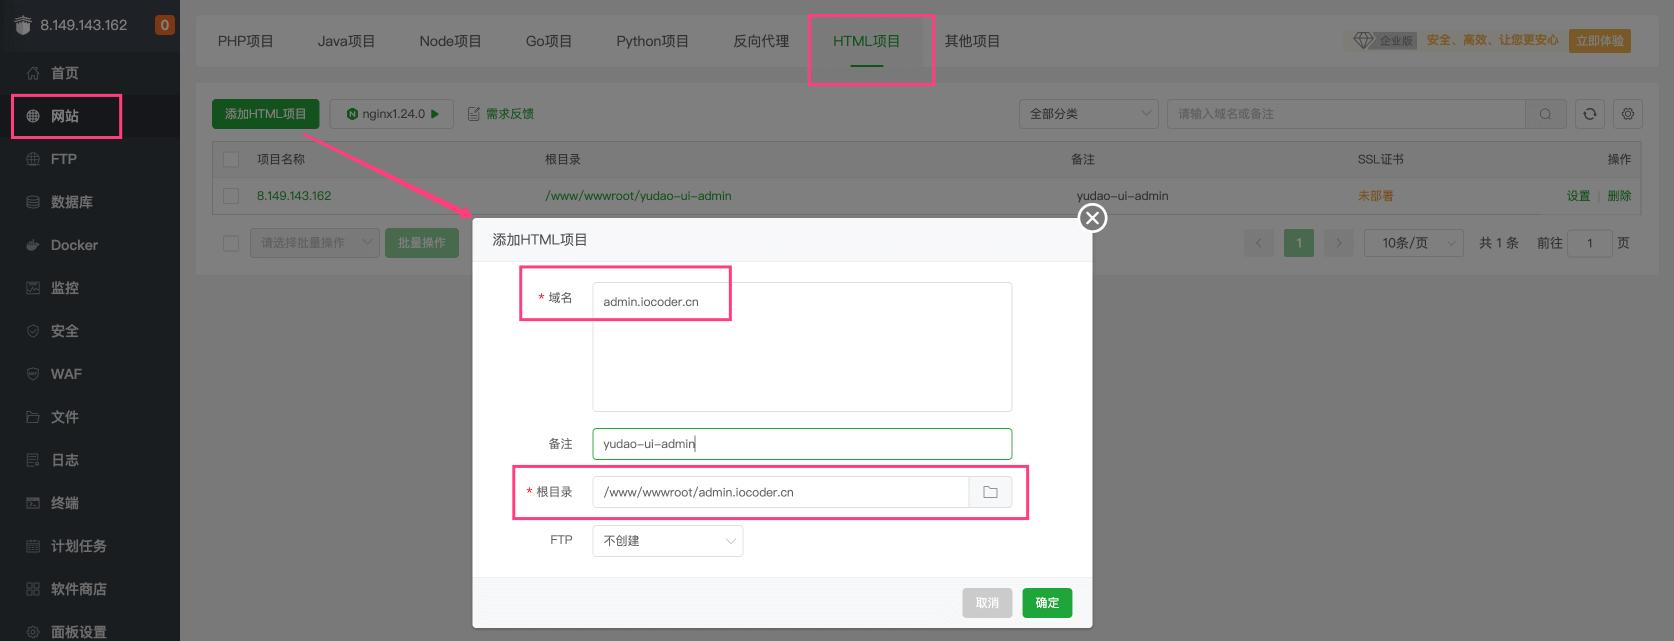 8.149.143.162 0
首页
网站
FTP
数据库
Docker
监控
安全
WAF
文件
日志
终端
计划任务
软件商店
面板设置
PHP项目 Java项目 Node项目 Go项目 Python项目 反向代理 HTML项目 其他项目
企业版 安全、高效、让您更安心 立即体验
添加HTML项目 nginx1.24.0 需求反馈 全部分类 请输入域名或备注
项目名称 根目录 备注 SSL证书 操作
8.149.143.162 /www/wwwroot/yudao-ui-admin yudao-ui-admin 未部署 设置 | 删除
请选择批量操作 批量操作 1 10条/页 共 1 条 前往 1 页
添加HTML项目
* 域名 admin.iocoder.cn
备注 yudao-ui-admin
* 根目录 /www/wwwroot/admin.iocoder.cn
FTP 不创建
取消 确定